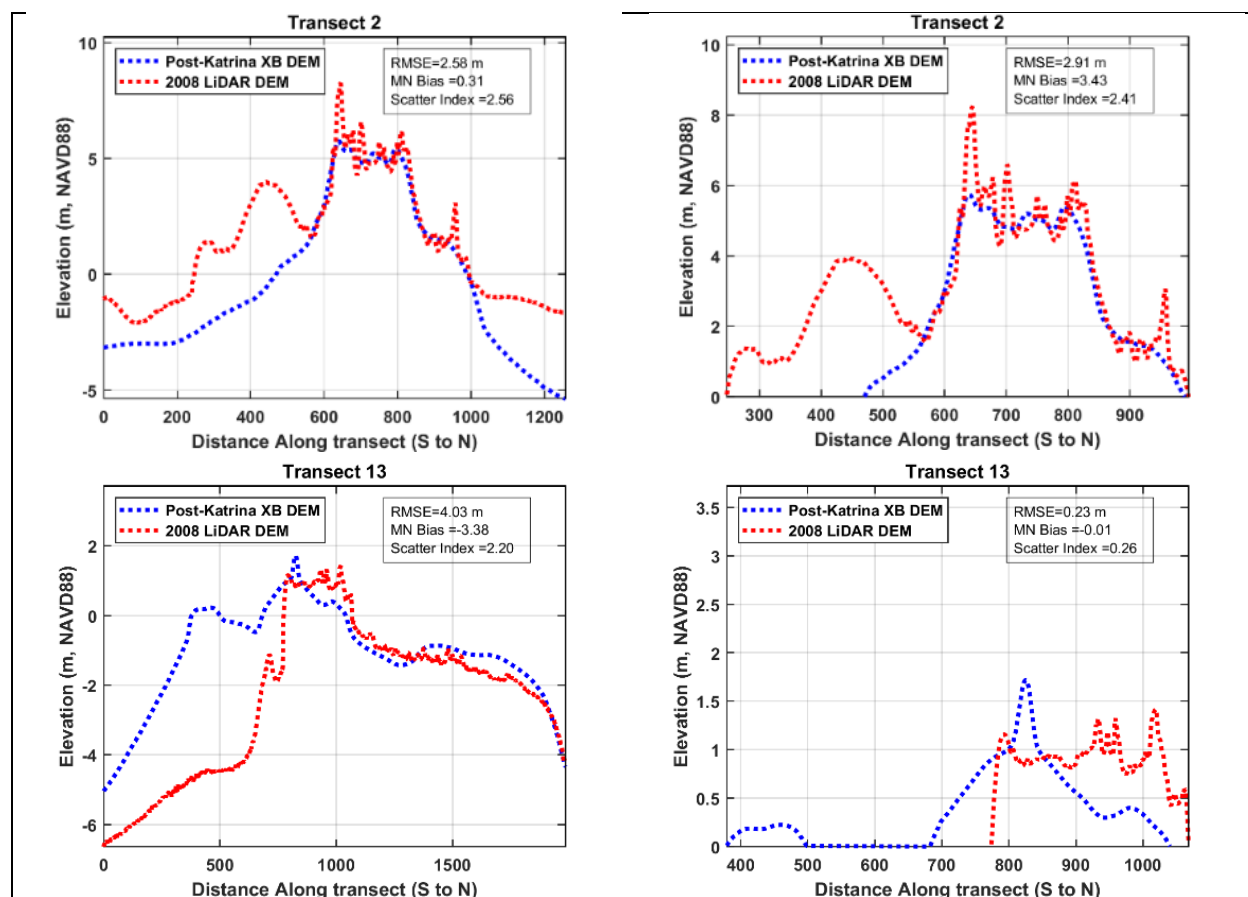 Transect 2
Post-Katrina XB DEM
2008 LiDAR DEM
RMSE=2.58 m
MN Bias =0.31
Scatter Index =2.56
10
5
0
-5
Elevation (m, NAVD88)
0 200 400 600 800 1000 1200
Distance Along transect (S to N)
Transect 2
Post-Katrina XB DEM
2008 LiDAR DEM
RMSE=2.91 m
MN Bias =3.43
Scatter Index =2.41
10
8
6
4
2
0
Elevation (m, NAVD88)
300 400 500 600 700 800 900
Distance Along transect (S to N)
Transect 13
Post-Katrina XB DEM
2008 LiDAR DEM
RMSE=4.03 m
MN Bias =-3.38
Scatter Index =2.20
2
0
-2
-4
-6
Elevation (m, NAVD88)
0 500 1000 1500
Distance Along transect (S to N)
Transect 13
Post-Katrina XB DEM
2008 LiDAR DEM
RMSE=0.23 m
MN Bias =-0.01
Scatter Index =0.26
3.5
3
2.5
2
1.5
1
0.5
0
Elevation (m, NAVD88)
400 500 600 700 800 900 1000
Distance Along transect (S to N)